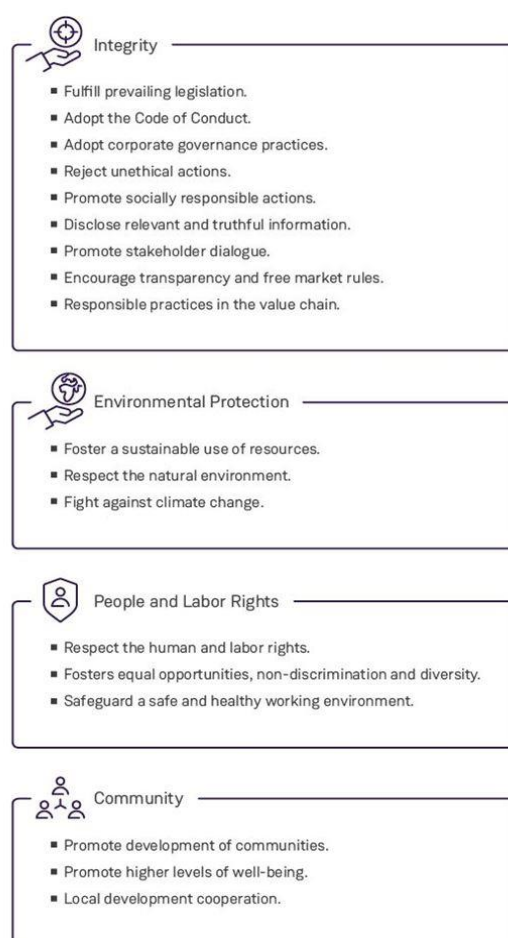 Integrity
▪ Fulfill prevailing legislation.
▪ Adopt the Code of Conduct.
▪ Adopt corporate governance practices.
▪ Reject unethical actions.
▪ Promote socially responsible actions.
▪ Disclose relevant and truthful information.
▪ Promote stakeholder dialogue.
▪ Encourage transparency and free market rules.
▪ Responsible practices in the value chain.
Environmental Protection
▪ Foster a sustainable use of resources.
▪ Respect the natural environment.
▪ Fight against climate change.
People and Labor Rights
▪ Respect the human and labor rights.
▪ Fosters equal opportunities, non-discrimination and diversity.
▪ Safeguard a safe and healthy working environment.
Community
▪ Promote development of communities.
▪ Promote higher levels of well-being.
▪ Local development cooperation.